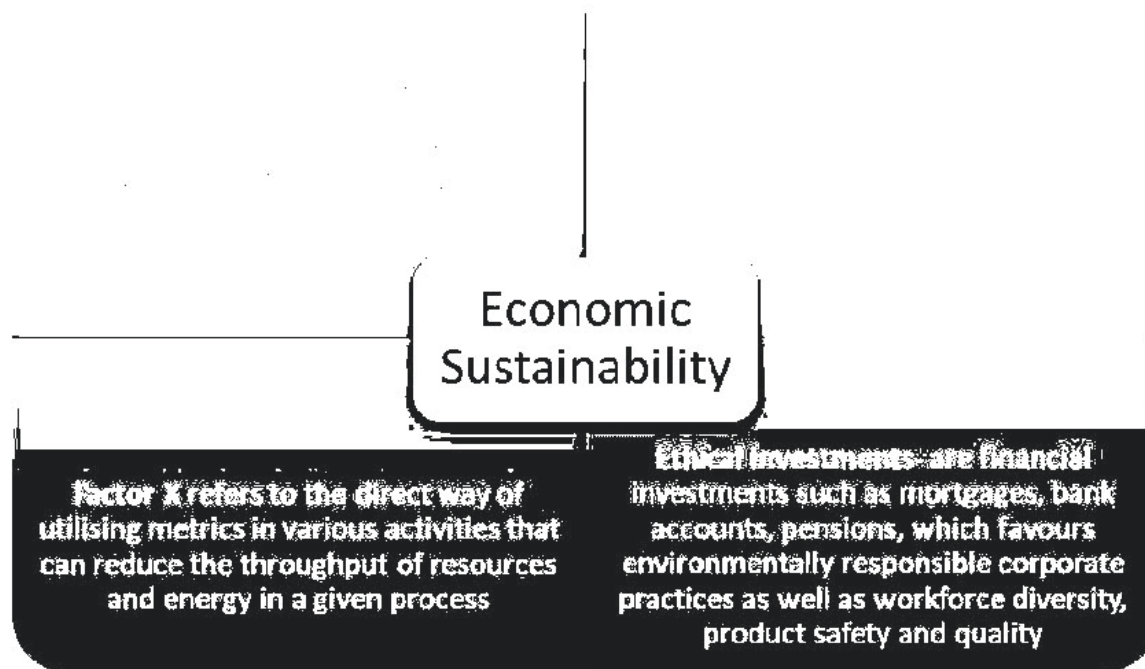 Economic
Sustainability
factor X refers to the direct way of
utilising metrics in various activities that
can reduce the throughput of resources
and energy in a given process
Ethical investments- are financial
investments such as mortgages, bank
accounts, pensions, which favours
environmentally responsible corporate
practices as well as workforce diversity,
product safety and quality